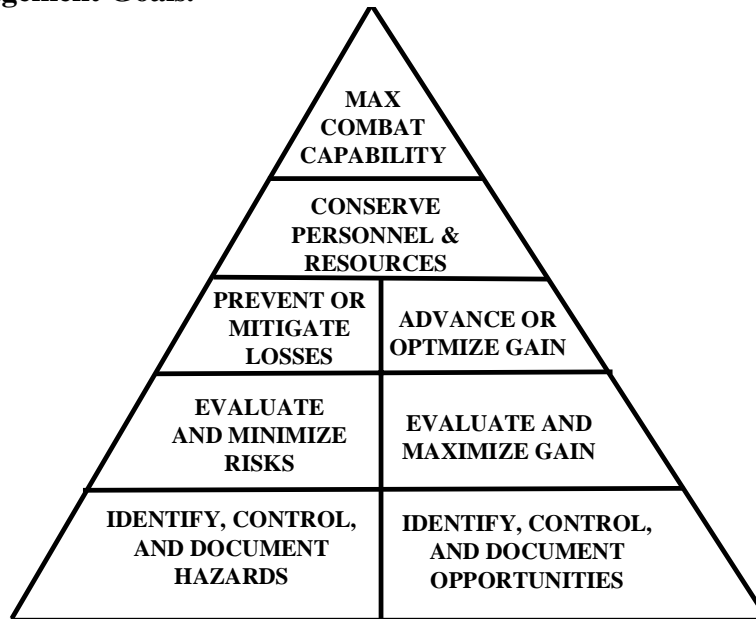 Goals.
MAX
COMBAT
CAPABILITY
CONSERVE
PERSONNEL &
RESOURCES
PREVENT OR
MITIGATE
LOSSES
ADVANCE OR
OPTMIZE GAIN
EVALUATE
AND MINIMIZE
RISKS
EVALUATE AND
MAXIMIZE GAIN
IDENTIFY, CONTROL,
AND DOCUMENT
HAZARDS
IDENTIFY, CONTROL,
AND DOCUMENT
OPPORTUNITIES